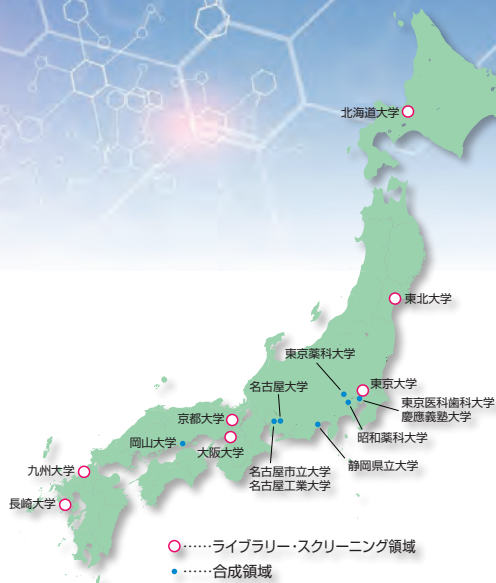 北海道大学
東北大学
東京薬科大学
東京大学
名古屋大学
東京医科歯科大学
慶應義塾大学
京都大学
昭和薬科大学
岡山大学
大阪大学
静岡県立大学
九州大学
名古屋市立大学
名古屋工業大学
長崎大学
○……ライブラリー・スクリーニング領域
●……合成領域